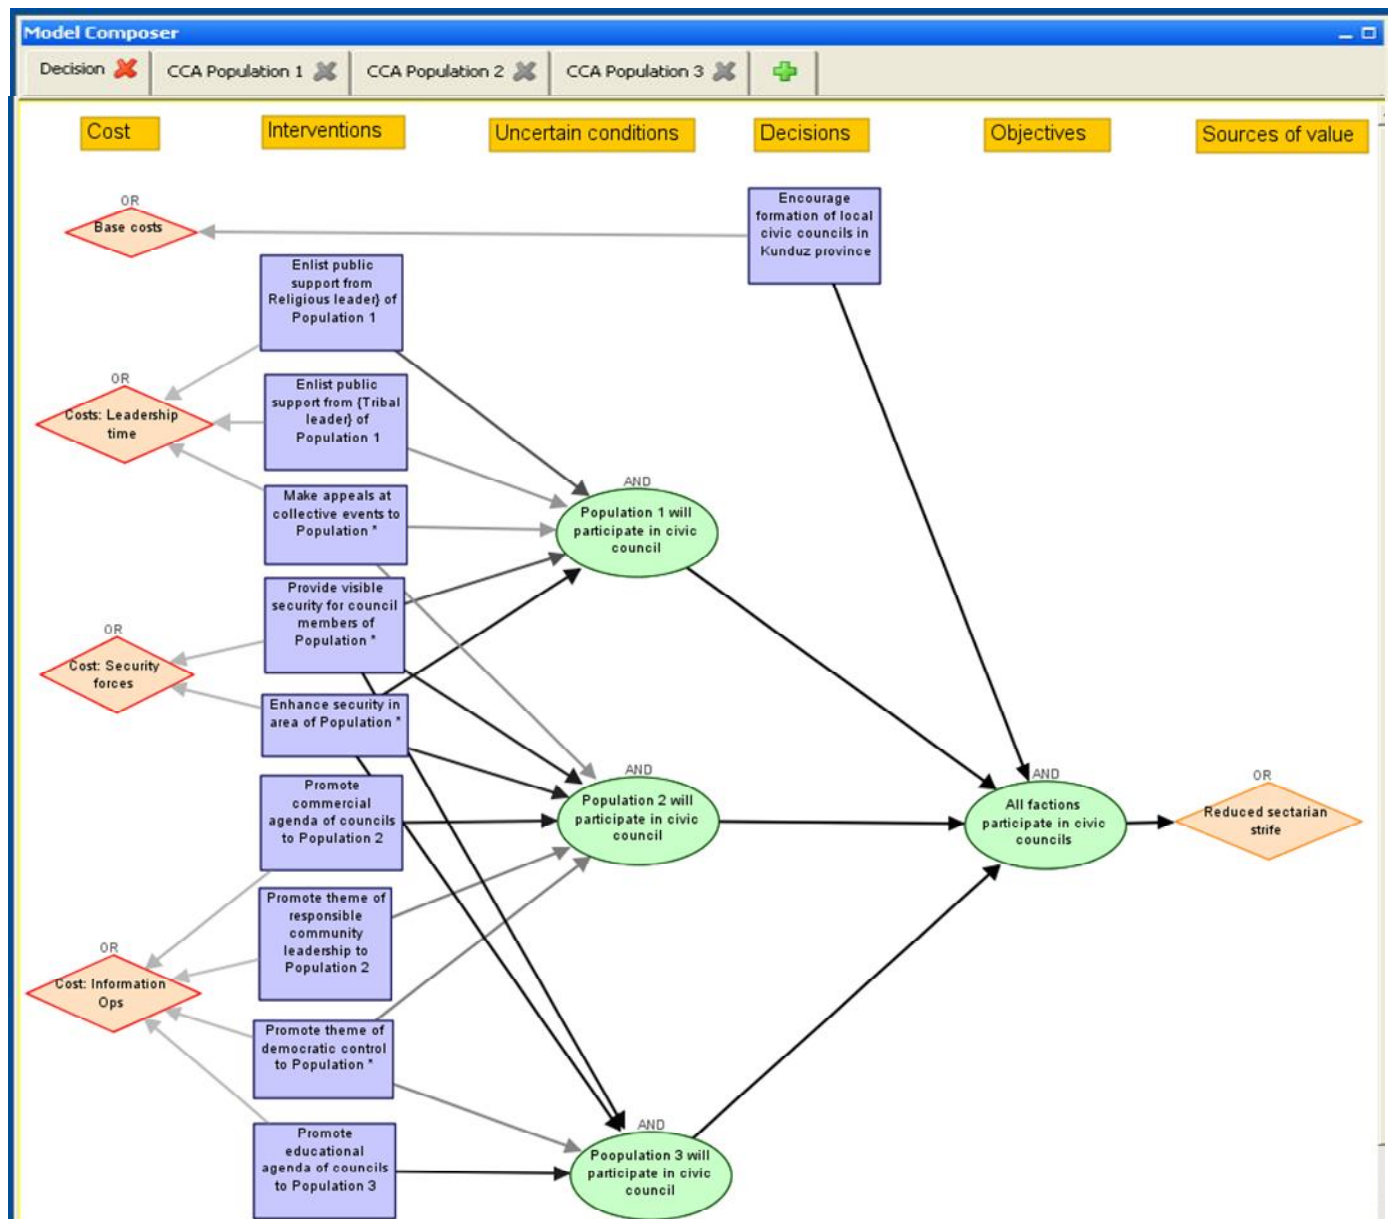 Model Composer
Decision
CCA Population 1
CCA Population 2
CCA Population 3
Cost
Interventions
Uncertain conditions
Decisions
Objectives
Sources of value
OR
Base costs
Encourage
formation of local
civic councils in
Kunduz province
Enlist public
support from
Religious leader} of
Population 1
OR
Costs: Leadership
time
Enlist public
support from {Tribal
leader} of
Population 1
Make appeals at
collective events to
Population *
AND
Population 1 will
participate in civic
council
Provide visible
security for council
members of
Population *
OR
Cost: Security
forces
Enhance security in
area of Population *
Promote
commercial
agenda of councils
to Population 2
AND
Population 2 will
participate in civic
council
AND
All factions
participate in civic
councils
OR
Reduced sectarian
strife
Promote theme of
responsible
community
leadership to
Population 2
OR
Cost: Information
Ops
Promote theme of
democratic control
to Population *
Promote
educational
agenda of councils
to Population 3
AND
Poopulation 3 will
participate in civic
council